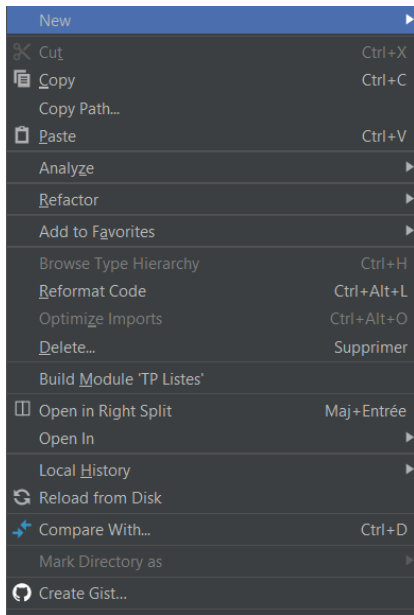 New
Cut Ctrl+X
Copy Ctrl+C
Copy Path...
Paste Ctrl+V
Analyze
Refactor
Add to Favorites
Browse Type Hierarchy Ctrl+H
Reformat Code Ctrl+Alt+L
Optimize Imports Ctrl+Alt+O
Delete... Supprimer
Build Module 'TP Listes'
Open in Right Split Maj+Entrée
Open In
Local History
Reload from Disk
Compare With... Ctrl+D
Mark Directory as
Create Gist...